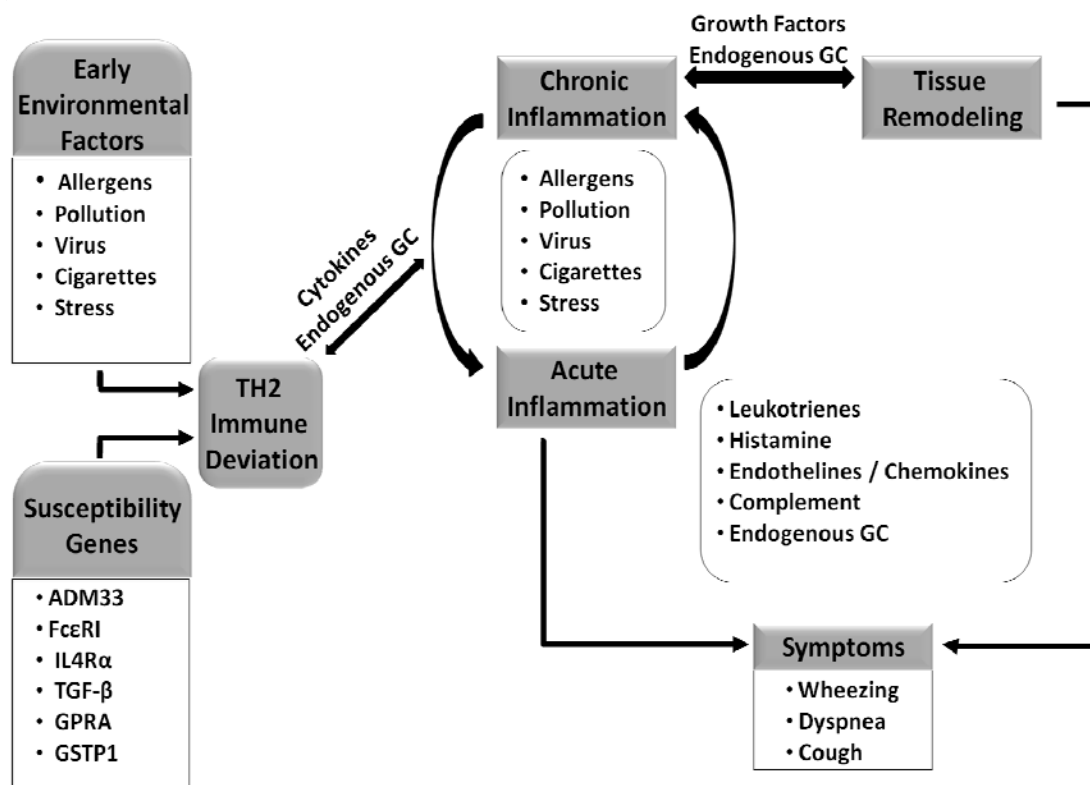 Early
Environmental
Factors
• Allergens
• Pollution
• Virus
• Cigarettes
• Stress
Susceptibility
Genes
• ADM33
• FcεRI
• IL4Rα
• TGF-β
• GPRA
• GSTP1
TH2
Immune
Deviation
Cytokines
Endogenous GC
Chronic
Inflammation
• Allergens
• Pollution
• Virus
• Cigarettes
• Stress
Acute
Inflammation
Growth Factors
Endogenous GC
Tissue
Remodeling
• Leukotrienes
• Histamine
• Endothelines / Chemokines
• Complement
• Endogenous GC
Symptoms
• Wheezing
• Dyspnea
• Cough